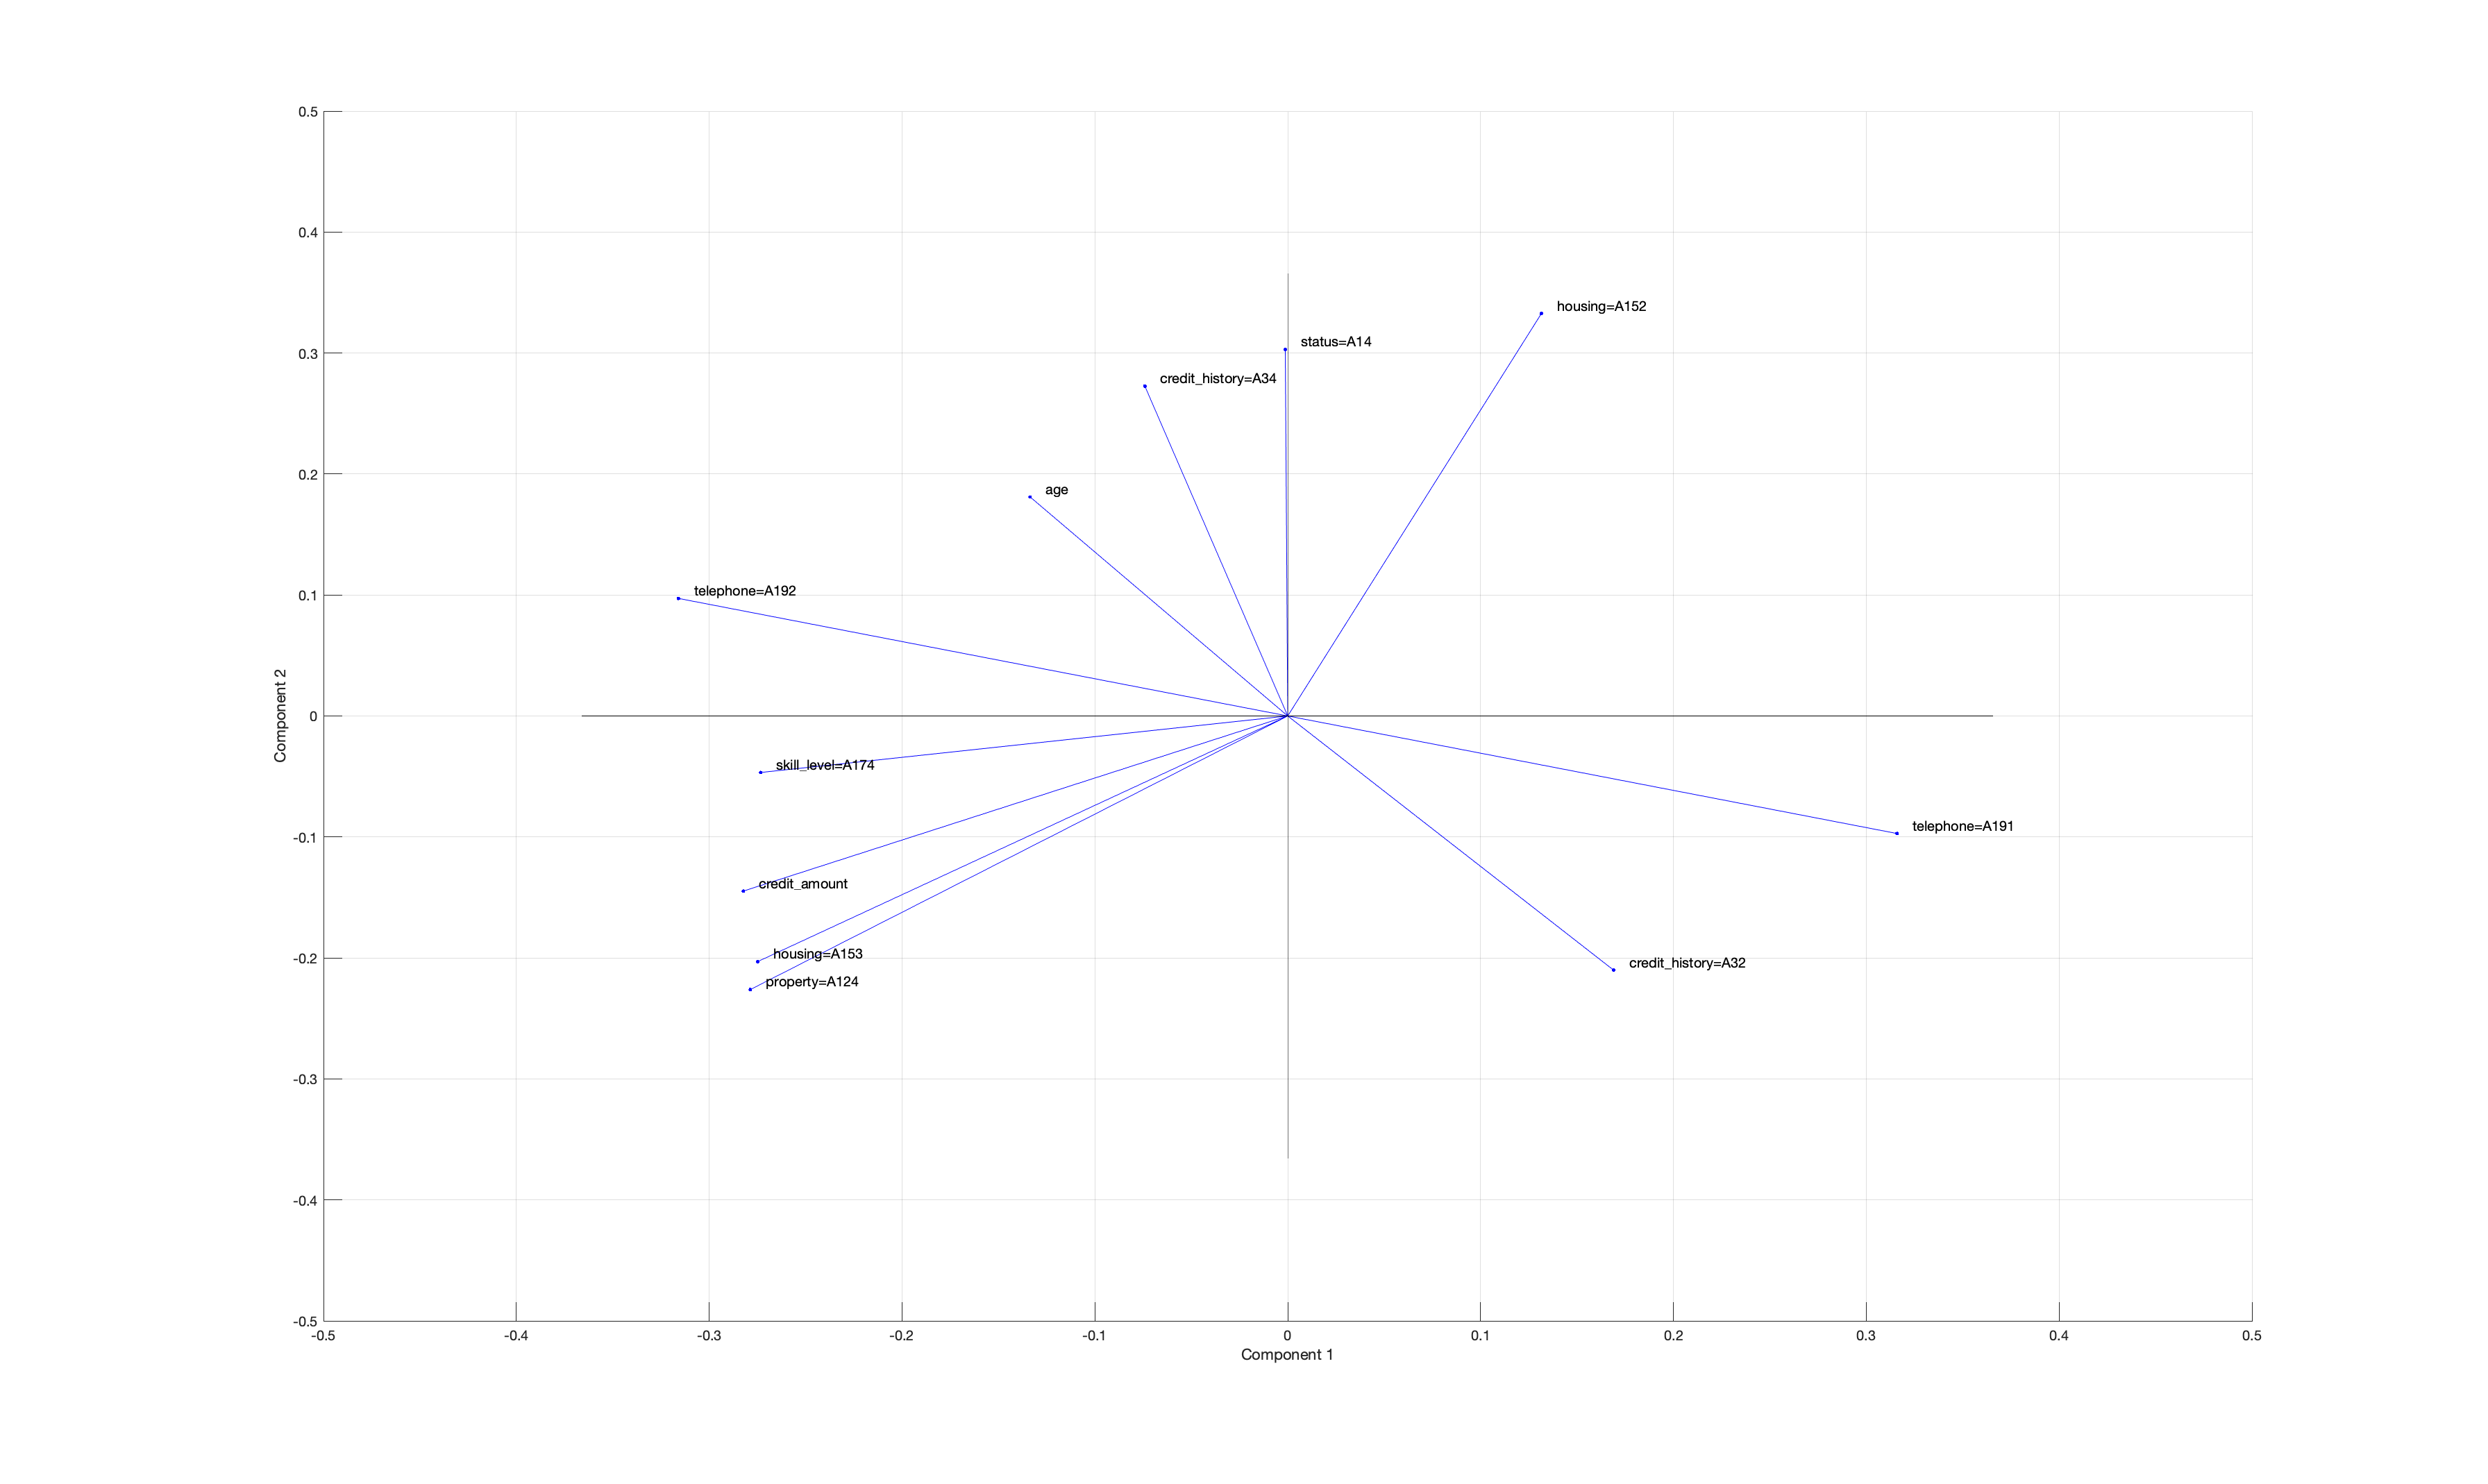 0.5
0.4
housing=A152
status=A14
0.3
credit_history=A34
age
0.2
telephone=A192
0.1
Component 2
0
skill_level=A174
telephone=A191
-0.1
credit_amount
housing=A153
-0.2
credit_history=A32
property=A124
-0.3
-0.4
-0.5
-0.5 -0.4 -0.3 -0.2 -0.1 0 0.1 0.2 0.3 0.4 0.5
Component 1